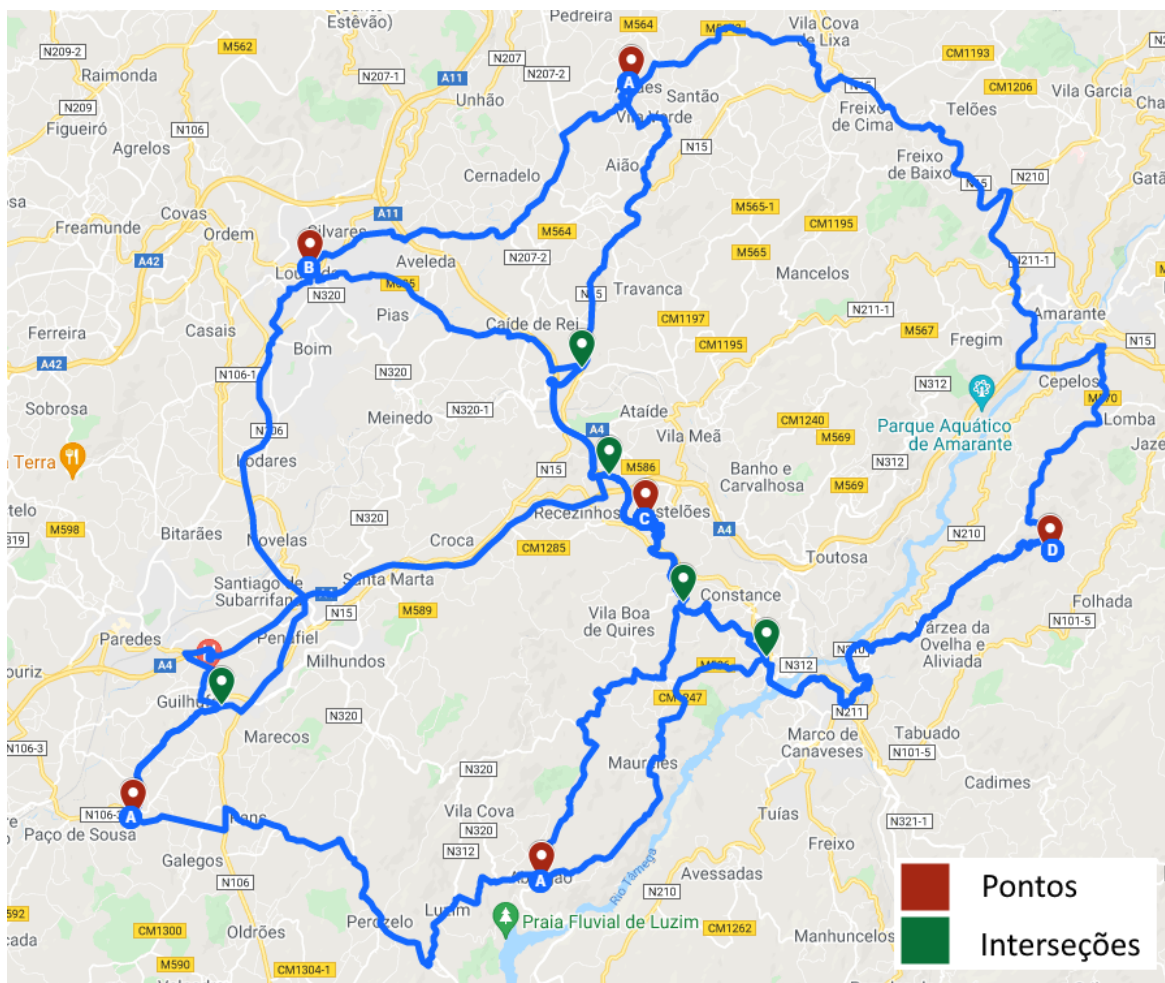 Estêvão)
Pedreira
M564
Vila Cova
de Lixa
N209-2
M562
N207
CM1193
Raimonda
N207-1
A11
N207-2
Unhão
Santão
CM1206
Vila Garcia
N209
Figueiró
N106
Vila Verde
Freixo
de Cima
Telões
Agrelos
N15
Aião
Freixo
de Baixo
Cernadelo
N15
N210
Covas
M565-1
Freamunde
Ordem
A11
M564
CM1195
A42
B
Aveleda
N207-2
M565
N211-1
N320
Mancelos
Travanca
Pias
Caíde de Rei
CM1197
N211-1
Amarante
Ferreira
Casais
CM1195
M567
Fregim
N15
A42
Boim
N106-1
N320
N312
Cepelos
Sobrosa
Meinedo
N320-1
Ataíde
CM1240
Parque Aquático
de Amarante
Lomba
A4
Vila Meã
M569
Terra
Lodares
N15
M586
Banho e
Carvalhosa
N312
M569
M598
N320
Recezinhos
C
Bitarães
Croca
A4
N210
D
Novelas
CM1285
Toutosa
Santiago de
Subarrifana
Santa Marta
Constance
Folhada
N15
M589
Vila Boa
de Quires
N101-5
Paredes
Penafiel
Várzea da
Ovelha e
Aliviada
A4
Milhundos
N312
N320
N211
Marecos
Tabuado
N106-3
Marco de
Canaveses
N101-5
Maureles
N320
Cadimes
A
Vila Cova
Tuías
Paço de Sousa
N320
N321-1
Galegos
N312
Freixo
A
Rio Tâmega
Avessadas
N106
N210
Pontos
Luzim
Praia Fluvial de Luzim
CM1300
Oldrões
CM1262
Manhuncelos
Interseções
M590
CM1304-1